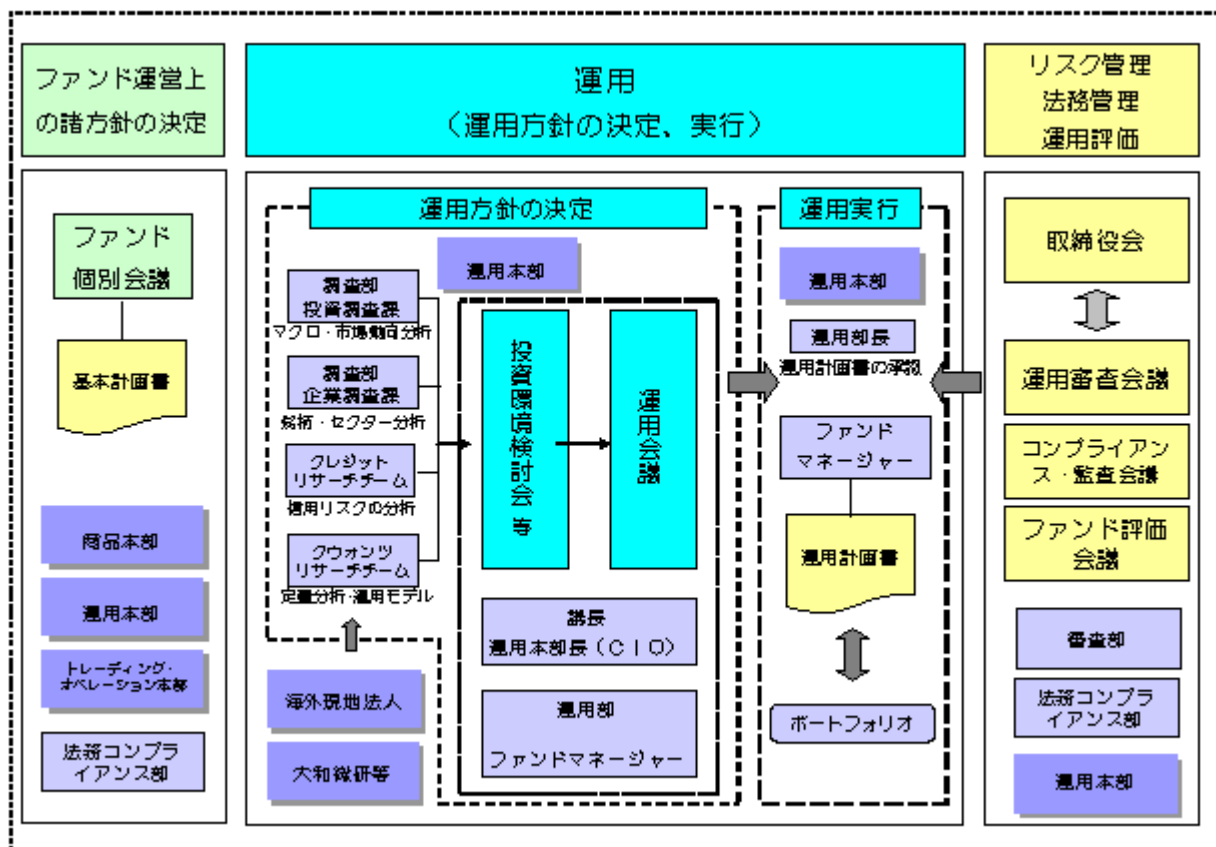 ファンド運営上
の諸方針の決定
運用
（運用方針の決定、実行）
リスク管理
法務管理
運用評価
ファンド
個別会議
基本計画書
商品本部
運用本部
トレーディング・
オペレーション本部
法務コンプラ
イアンス部
運用方針の決定
運用本部
調査部
投資調査課
マクロ・市場動向分析
調査部
企業調査課
銘柄・セクター分析
クレジット
リサーチチーム
信用リスクの分析
クウォンツ
リサーチチーム
定量分析・運用モデル
海外現地法人
大和総研等
投資環境検討会 等
運用会議
議長
運用本部長（ＣＩＯ）
運用部
ファンドマネージャー
運用実行
運用本部
運用部長
運用計画書の承認
ファンド
マネージャー
運用計画書
ポートフォリオ
取締役会
運用審査会議
コンプライアン
ス・監査会議
ファンド評価
会議
審査部
法務コンプラ
イアンス部
運用本部